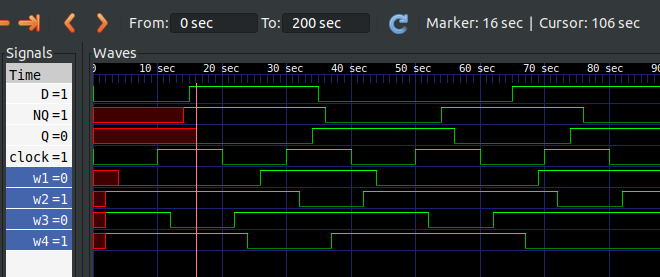 From: 0 sec To: 200 sec Marker: 16 sec | Cursor: 106 sec
Signals Waves
Time
0 10 sec 20 sec 30 sec 40 sec 50 sec 60 sec 70 sec 80 sec 90
D=1
NQ=1
Q=0
clock=1
w1=0
w2=1
w3=0
w4=1